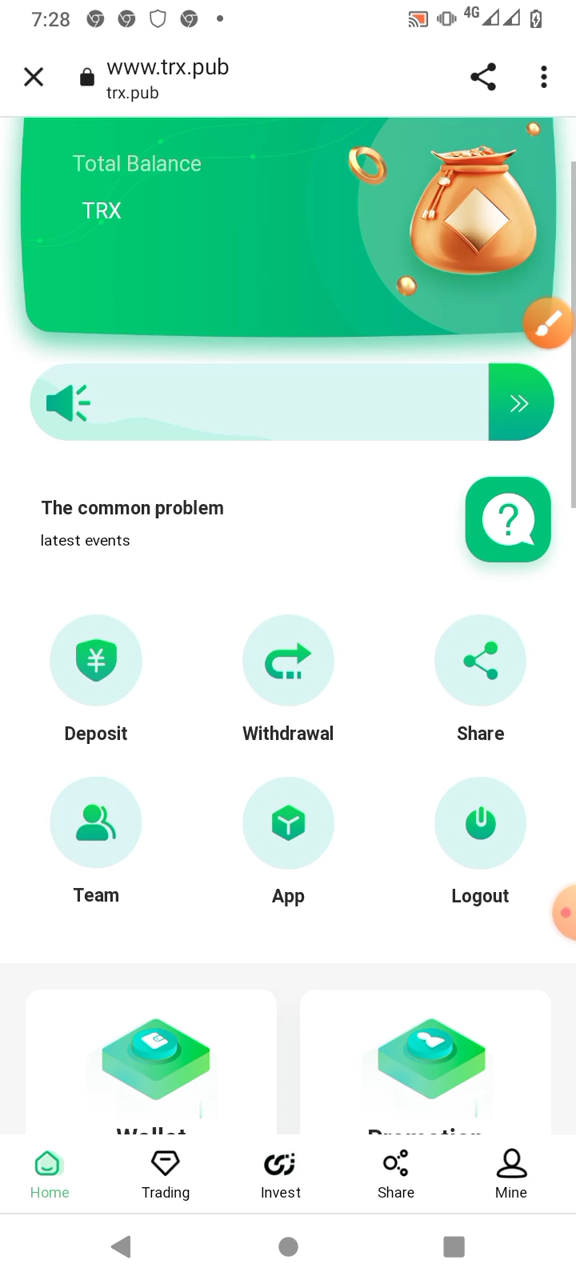 7:28
4G
www.trx.pub
trx.pub
Total Balance
TRX
The common problem
latest events
Deposit
Withdrawal
Share
Team
App
Logout
Wallet
Promotion
Home
Trading
Invest
Share
Mine